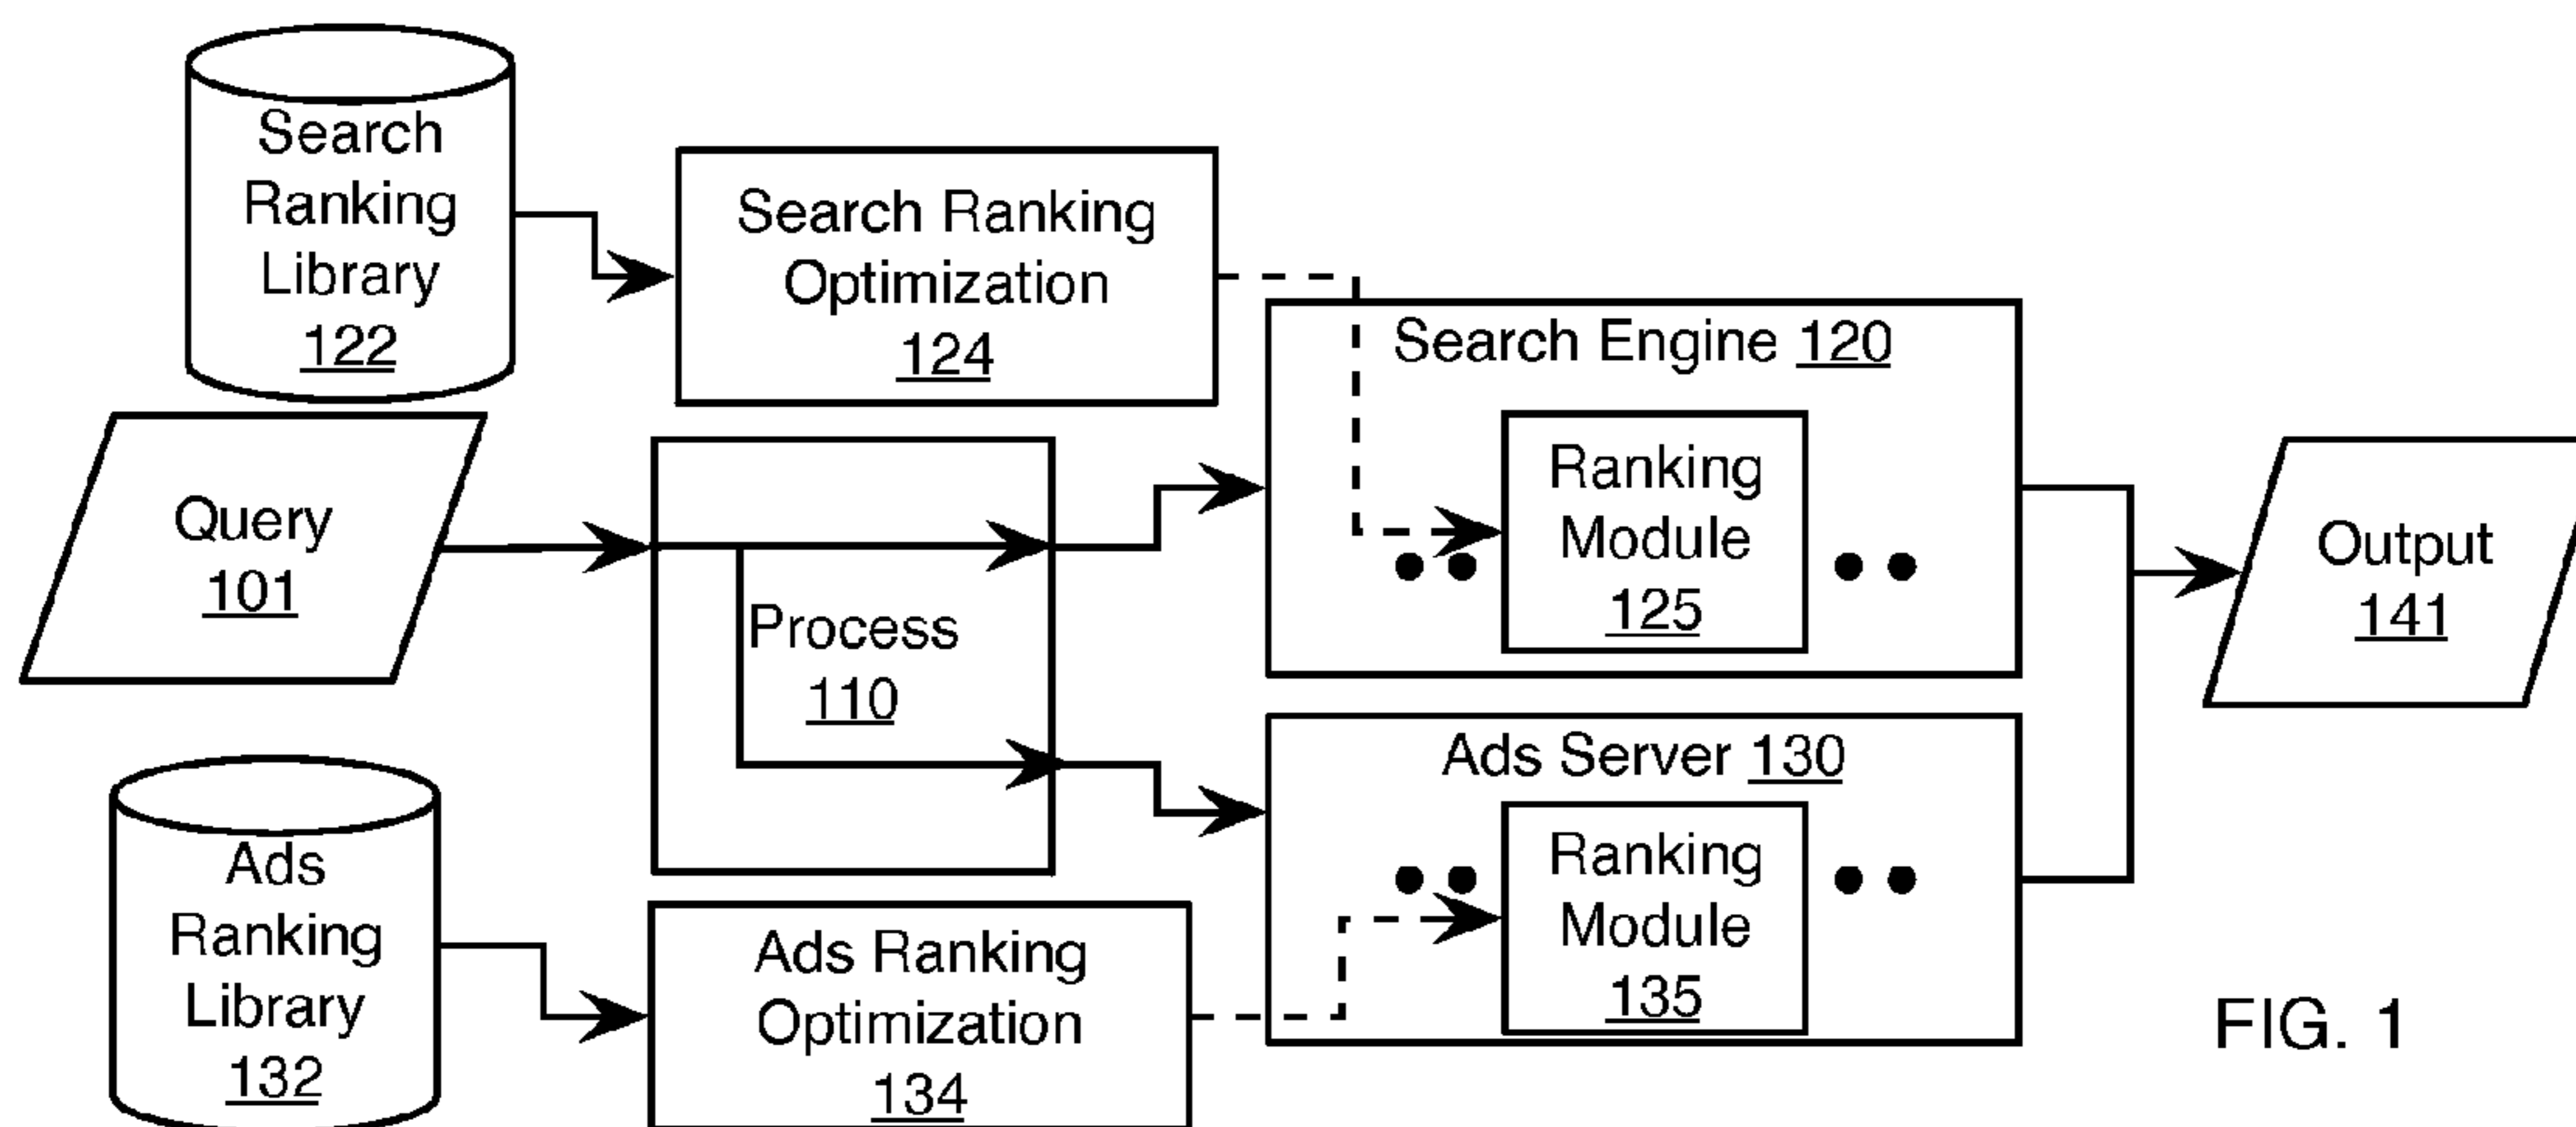 Search
Ranking
Library
122
Search Ranking
Optimization
124
Search Engine 120
Ranking
Module
125
Query
101
Process
110
Output
141
Ads Server 130
Ranking
Module
135
Ads
Ranking
Library
132
Ads Ranking
Optimization
134
FIG. 1